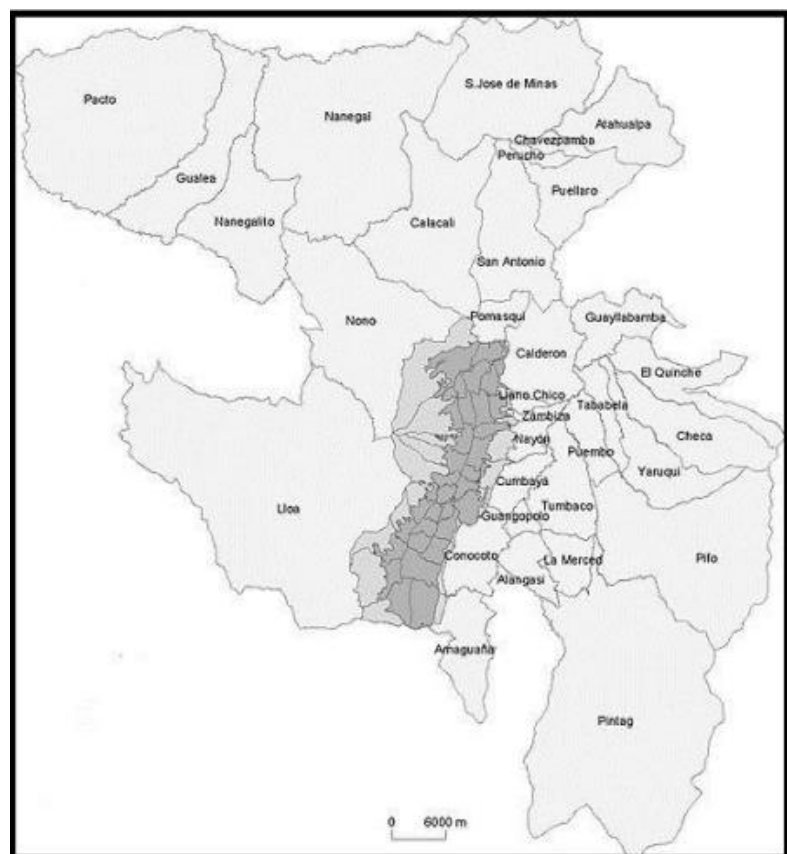 S.Jose de Minas
Pacto
Nanegal
Atahualpa
Chavezpamba
Perucho
Gualea
Puellaro
Nanegalito
Calacali
San Antonio
Nono
Pomasqui
Guayllabamba
Calderon
El Quinche
Llano Chico
Tababela
Zambiza
Checa
Nayon
Puembo
Yaruqui
Cumbaya
Lloa
Tumbaco
Guangopolo
Conocoto
La Merced
Pifo
Alangasi
Amaguaña
Pintag
0 6000 m